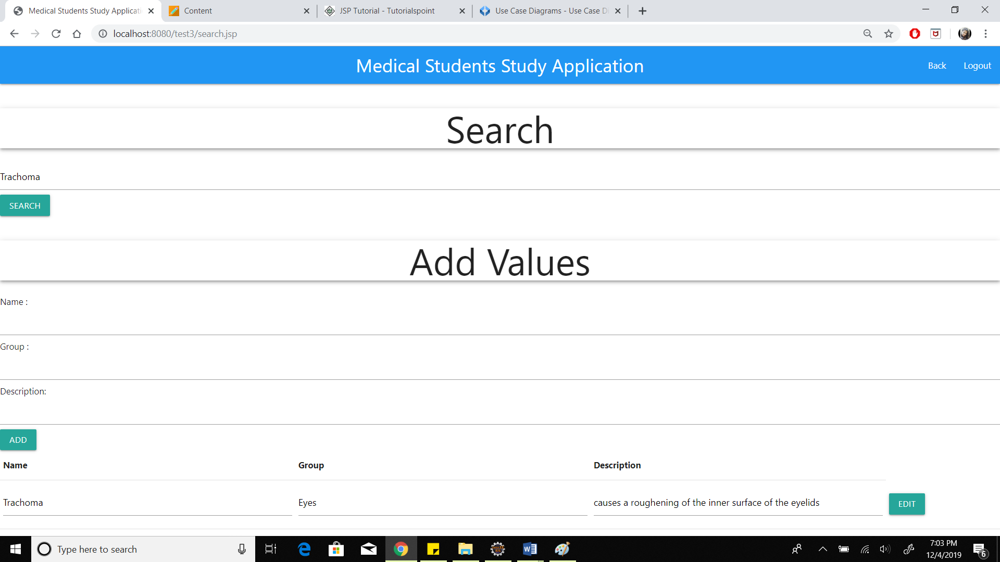 Medical Students Study Applicati
Content
JSP Tutorial - Tutorialspoint
Use Case Diagrams - Use Case D
localhost:8080/test3/search.jsp
Medical Students Study Application
Back
Logout
Search
Trachoma
SEARCH
Add Values
Name :
Group :
Description:
ADD
Name Group Description
Trachoma Eyes causes a roughening of the inner surface of the eyelids EDIT
Type here to search
7:03 PM
12/4/2019
6